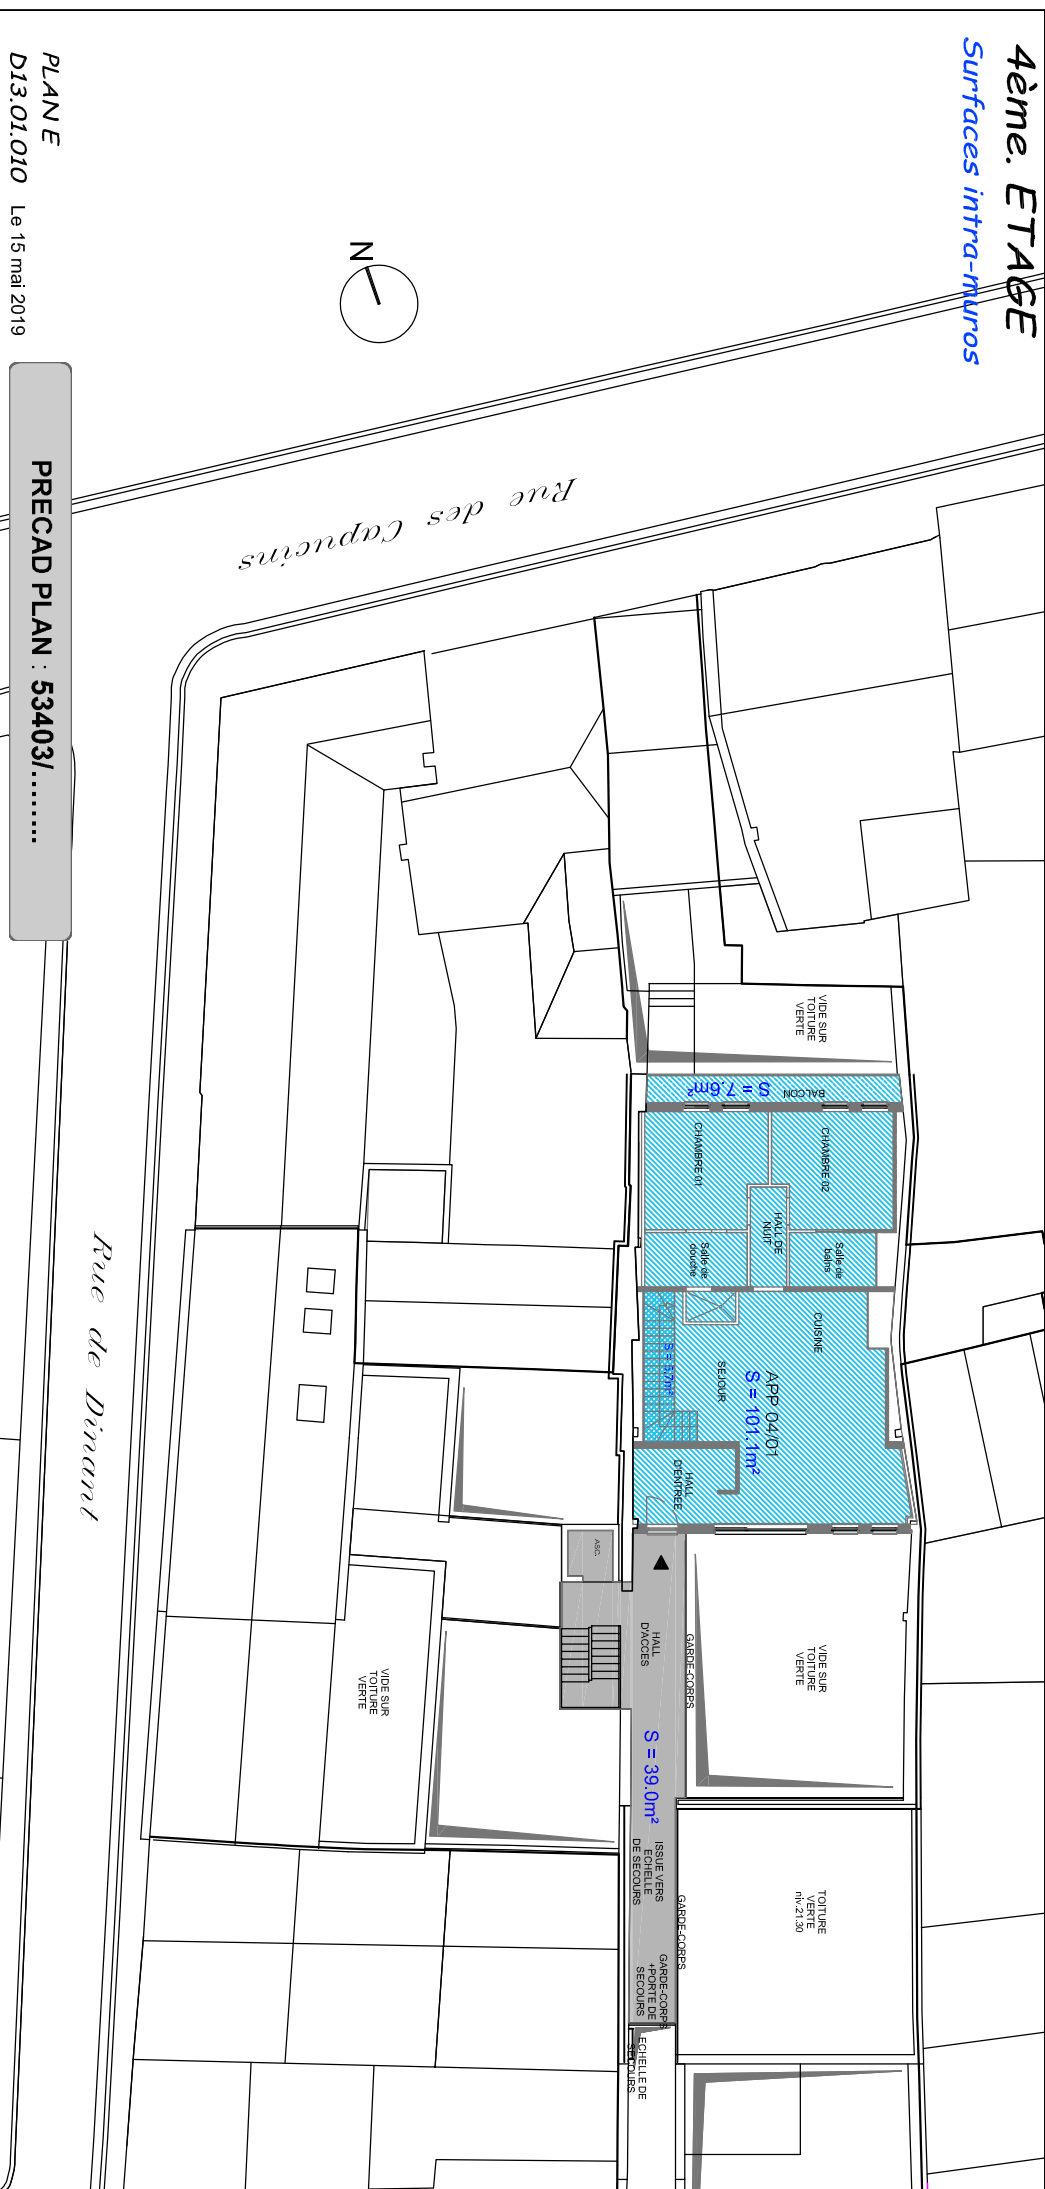 4ème. ETAGE
Surfaces intra-muros
N
Rue des Capucins
VIDE SUR
TOITURE
VERTE
BALCON
S = 7.6m²
CHAMBRE 02
CHAMBRE 01
HALL DE
NUIT
Salle de
bains
Salle de
douche
CUISINE
SEJOUR
APP 04/01
S = 101.1m²
S = 5.7m²
HALL
D'ENTREE
ASC.
HALL
D'ACCES
GARDE-CORPS
VIDE SUR
TOITURE
VERTE
VIDE SUR
TOITURE
VERTE
S = 39.0m²
ISSUE VERS
ECHELLE
DE SECOURS
GARDE-CORPS
TOITURE
VERTE
niv.21.30
GARDE-CORPS
+PORTE DE
SECOURS
ECHELLE DE
SECOURS
Rue de Dinant
PLAN E
D13.01.010 Le 15 mai 2019
PRECAD PLAN : 53403/........